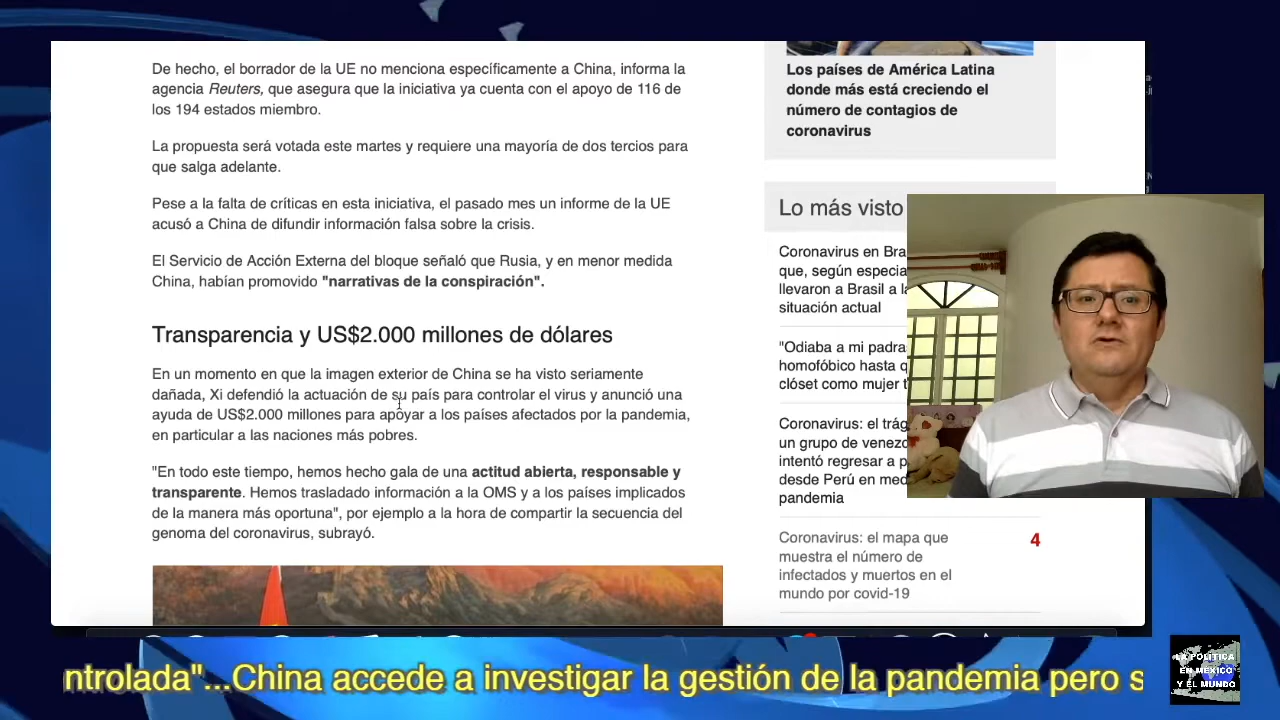 De hecho, el borrador de la UE no menciona específicamente a China, informa la
agencia Reuters, que asegura que la iniciativa ya cuenta con el apoyo de 116 de
los 194 estados miembro.
La propuesta será votada este martes y requiere una mayoría de dos tercios para
que salga adelante.
Pese a la falta de críticas en esta iniciativa, el pasado mes un informe de la UE
acusó a China de difundir información falsa sobre la crisis.
El Servicio de Acción Externa del bloque señaló que Rusia, y en menor medida
China, habían promovido "narrativas de la conspiración".
Transparencia y US$2.000 millones de dólares
En un momento en que la imagen exterior de China se ha visto seriamente
dañada, Xi defendió la actuación de su país para controlar el virus y anunció una
ayuda de US$2.000 millones para apoyar a los países afectados por la pandemia,
en particular a las naciones más pobres.
"En todo este tiempo, hemos hecho gala de una actitud abierta, responsable y
transparente. Hemos trasladado información a la OMS y a los países implicados
de la manera más oportuna", por ejemplo a la hora de compartir la secuencia del
genoma del coronavirus, subrayó.
Los países de América Latina
donde más está creciendo el
número de contagios de
coronavirus
Lo más visto
Coronavirus en Bra
que, según especia
llevaron a Brasil a la
situación actual
"Odiaba a mi padra
homofóbico hasta q
clóset como mujer t
Coronavirus: el trág
un grupo de venezo
intentó regresar a p
desde Perú en med
pandemia
Coronavirus: el mapa que
muestra el número de
infectados y muertos en el
mundo por covid-19
4
ntrolada"...China accede a investigar la gestión de la pandemia pero s
LA POLÍTICA
EN MÉXICO
Y EL MUNDO